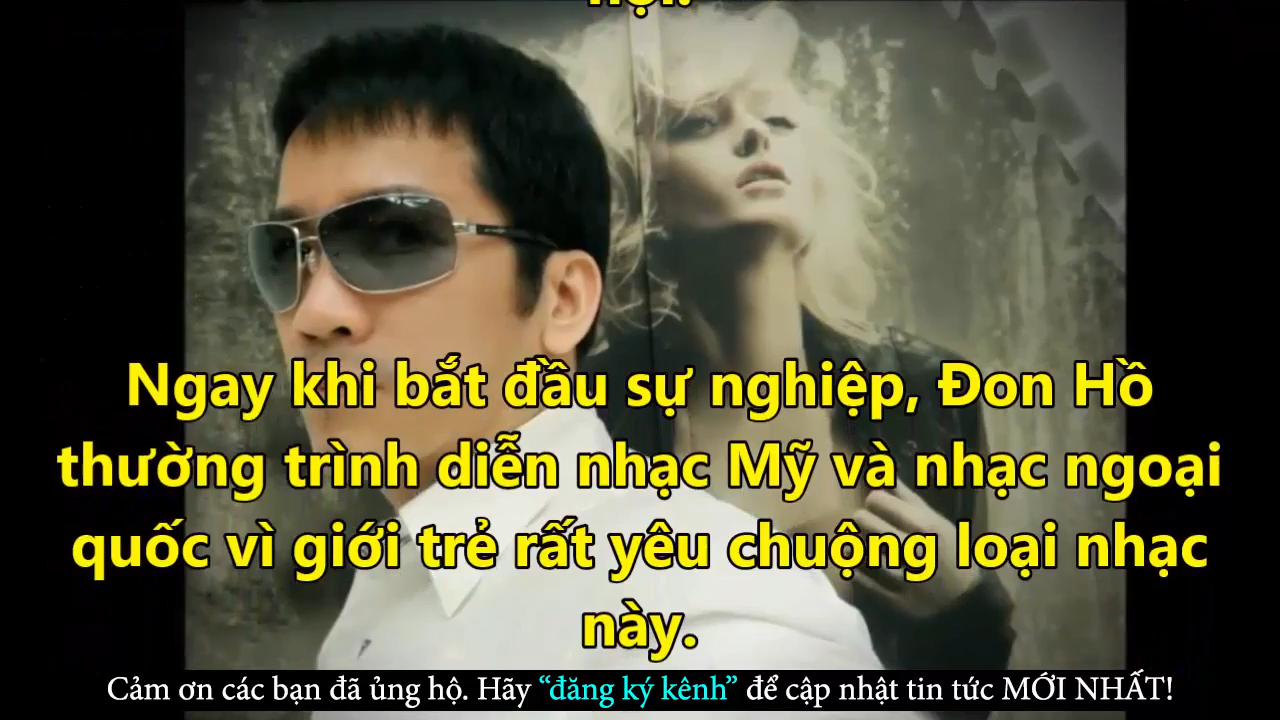 Ngay khi bắt đầu sự nghiệp, Đon Hồ
thường trình diễn nhạc Mỹ và nhạc ngoại
quốc vì giới trẻ rất yêu chuộng loại nhạc
này.
Cảm ơn các bạn đã ủng hộ. Hãy “đăng ký kênh” để cập nhật tin tức MỚI NHẤT!